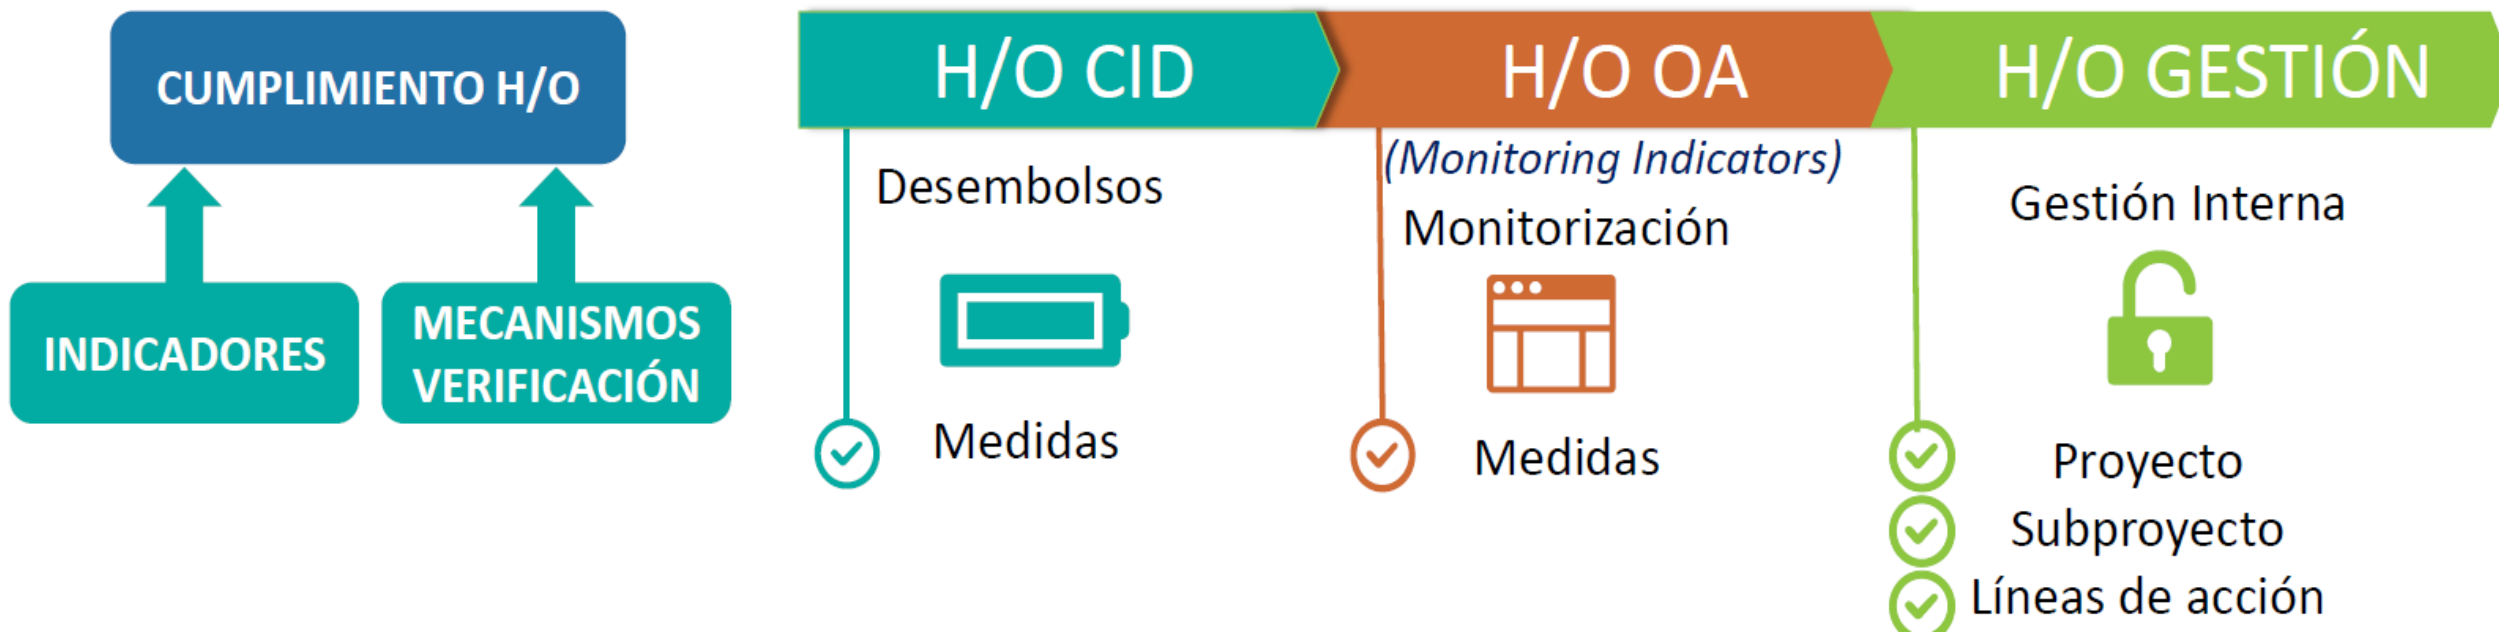 CUMPLIMIENTO H/O
INDICADORES
MECANISMOS
VERIFICACIÓN
H/O CID
Desembolsos
Medidas
H/O OA
(Monitoring Indicators)
Monitorización
Medidas
H/O GESTIÓN
Gestión Interna
Proyecto
Subproyecto
Líneas de acción